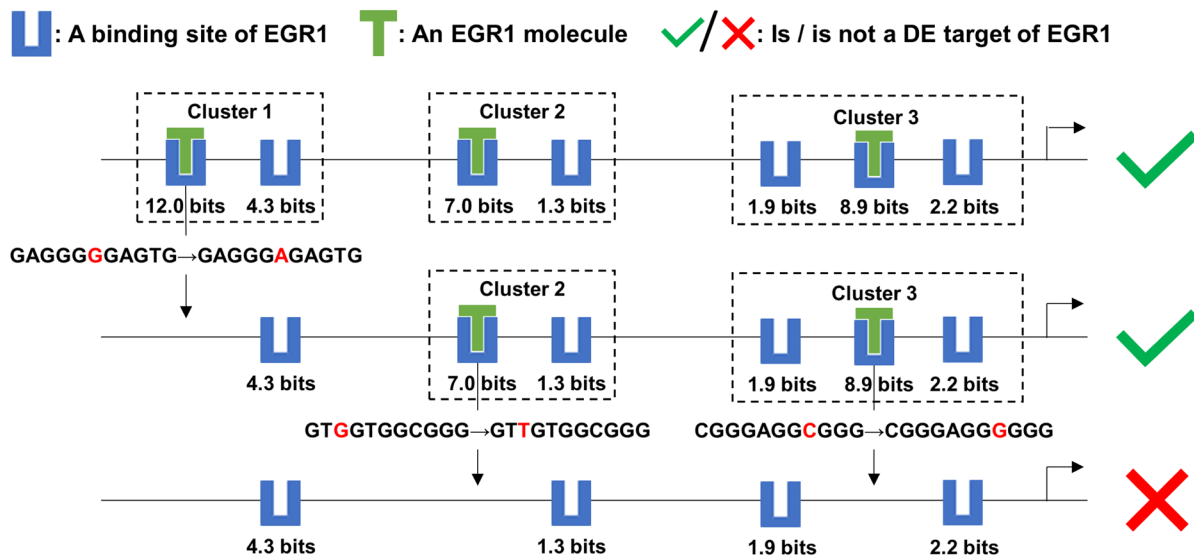 : A binding site of EGR1 : An EGR1 molecule / : Is / is not a DE target of EGR1
Cluster 1 Cluster 2 Cluster 3
12.0 bits 4.3 bits 7.0 bits 1.3 bits 1.9 bits 8.9 bits 2.2 bits
GAGGGGGAGTG→GAGGGAGAGTG
Cluster 2 Cluster 3
4.3 bits 7.0 bits 1.3 bits 1.9 bits 8.9 bits 2.2 bits
GTGGTGGCGGG→GTTGTGGCGGG CGGGAGGCGGG→CGGGAGGGGGG
4.3 bits 1.3 bits 1.9 bits 2.2 bits